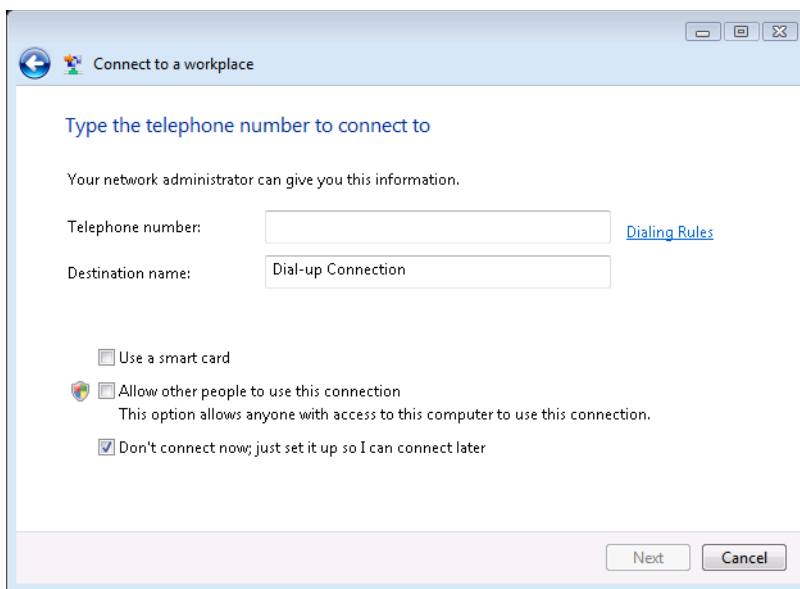 Connect to a workplace
Type the telephone number to connect to
Your network administrator can give you this information.
Telephone number:
Dialing Rules
Destination name: Dial-up Connection
Use a smart card
Allow other people to use this connection
This option allows anyone with access to this computer to use this connection.
Don't connect now; just set it up so I can connect later
Next Cancel